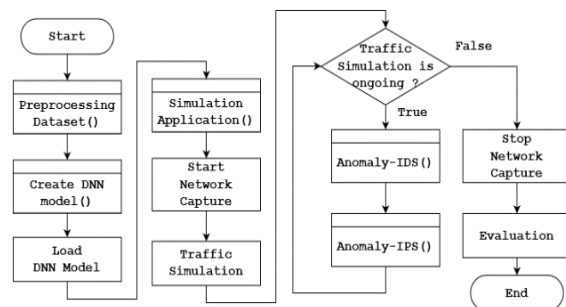 Start
Preprocessing
Dataset()
Create DNN
model()
Load
DNN Model
Simulation
Application()
Start
Network
Capture
Traffic
Simulation
Traffic
Simulation is
ongoing ?
False
True
Anomaly-IDS()
Anomaly-IPS()
Stop
Network
Capture
Evaluation
End